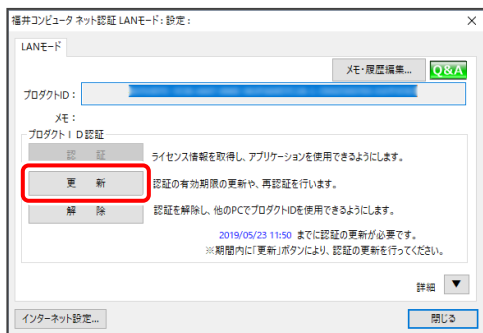 福井コンピュータ ネット認証 LANモード : 設定 :
LANモード
メモ・履歴編集... Q&A
プロダクトID :
メモ :
プロダクトＩＤ認証
認　証 ライセンス情報を取得し、アプリケーションを使用できるようにします。
更　新 認証の有効期限の更新や、再認証を行います。
解　除 認証を解除し、他のPCでプロダクトIDを使用できるようにします。
2019/05/23 11:50 までに認証の更新が必要です。
※期間内に「更新」ボタンにより、認証の更新を行ってください。
詳細 ▼
インターネット設定... 閉じる